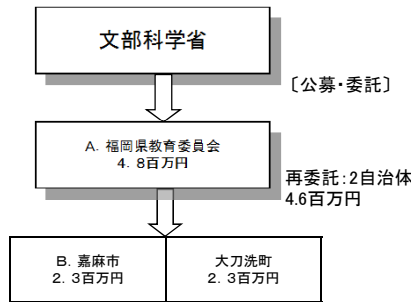 文部科学省
〔公募・委託〕
A. 福岡県教育委員会
4. 8百万円
再委託:2自治体
4.6百万円
B. 嘉麻市
2. 3百万円
大刀洗町
2. 3百万円